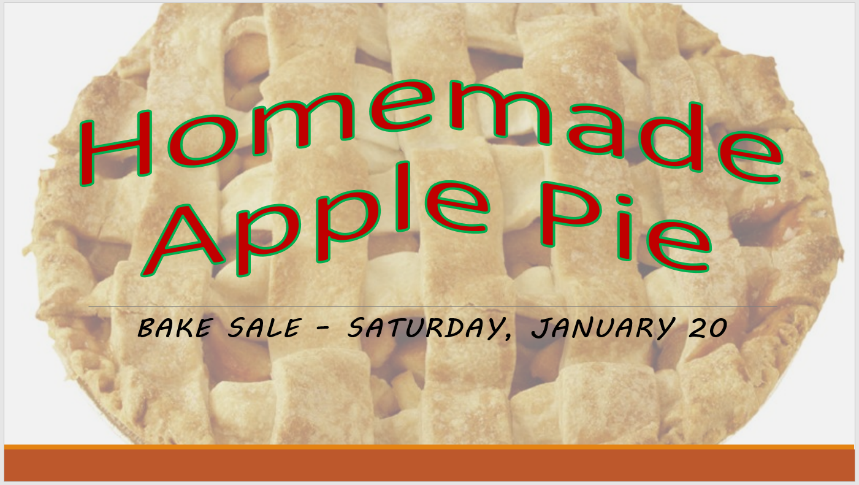 Homemade
Apple Pie
BAKE SALE - SATURDAY, JANUARY 20